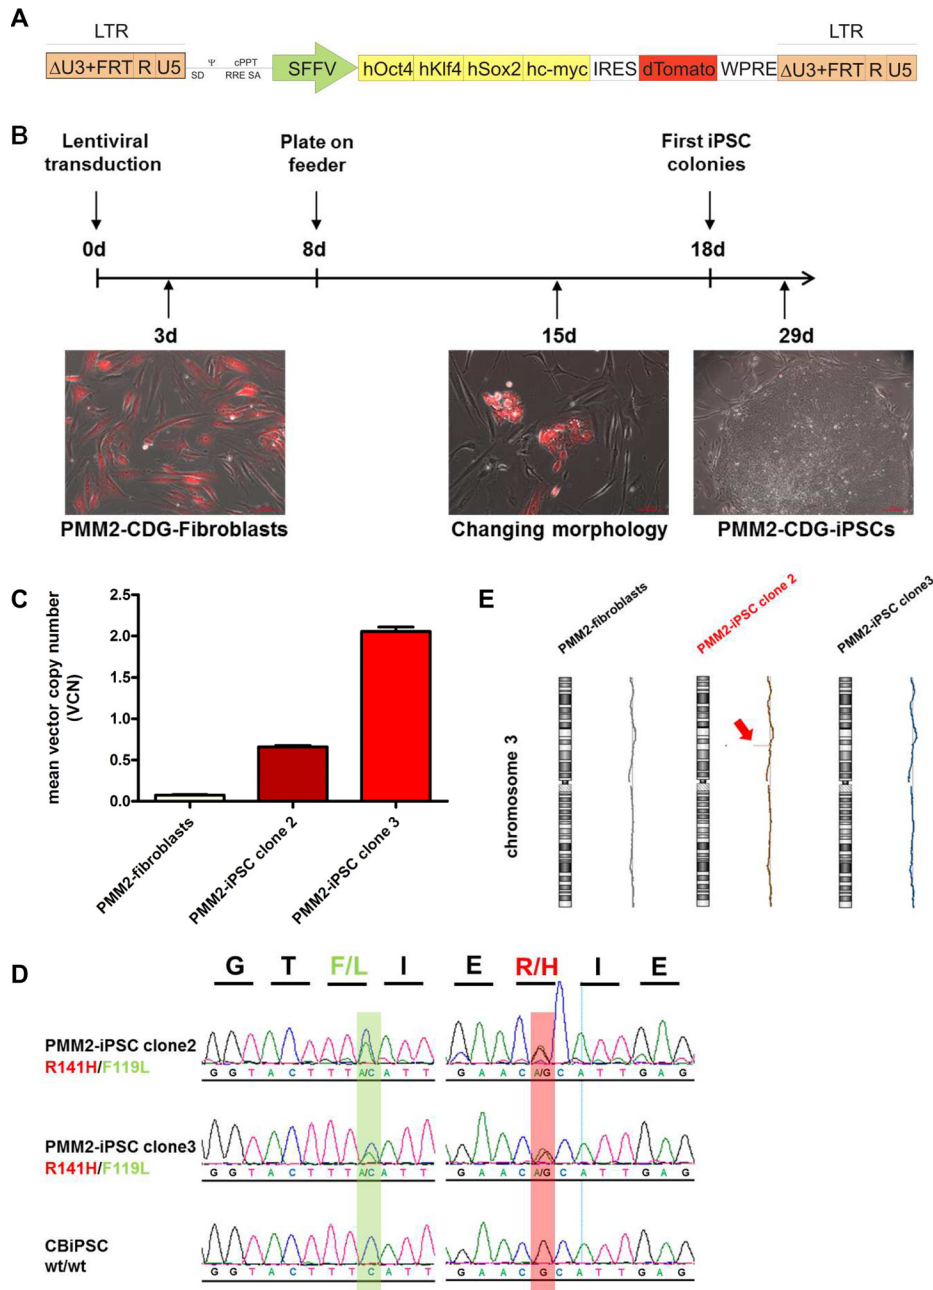 A
LTR
LTR
ΔU3+FRT R U5
Ψ
cPPT
SD
RRE SA
SFFV
hOct4 hKlf4 hSox2 hc-myc IRES dTomato WPRE ΔU3+FRT R U5
B
Lentiviral
transduction
Plate on
feeder
First iPSC
colonies
0d
8d
18d
3d
15d
29d
PMM2-CDG-Fibroblasts
Changing morphology
PMM2-CDG-iPSCs
C
mean vector copy number
(VCN)
2.5
2.0
1.5
1.0
0.5
0.0
PMM2-fibroblasts
PMM2-iPSC clone 2
PMM2-iPSC clone 3
E
PMM2-fibroblasts
PMM2-iPSC clone 2
PMM2-iPSC clone3
chromosome 3
D
G T F/L I E R/H I E
PMM2-iPSC clone2
R141H/F119L
G G T A C T T T A/C A T T G A A C A/G C A T T G A G
PMM2-iPSC clone3
R141H/F119L
G G T A C T T T A/C A T T G A A C A/G C A T T G A G
CBiPSC
wt/wt
G G T A C T T T C A T T G A A C G C A T T G A G